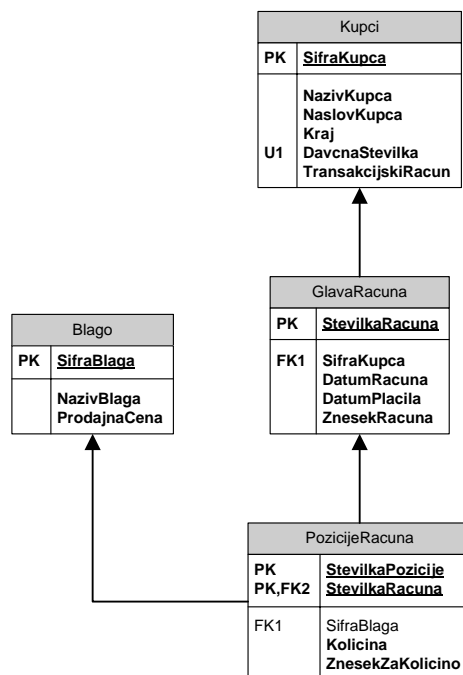 Kupci
PK SifraKupca
NazivKupca
NaslovKupca
Kraj
U1 DavcnaStevilka
TransakcijskiRacun
GlavaRacuna
PK StevilkaRacuna
FK1 SifraKupca
DatumRacuna
DatumPlacila
ZnesekRacuna
Blago
PK SifraBlaga
NazivBlaga
ProdajnaCena
PozicijeRacuna
PK StevilkaPozicije
PK,FK2 StevilkaRacuna
FK1 SifraBlaga
Kolicina
ZnesekZaKolicino